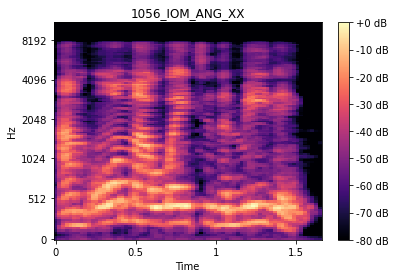 1056_IOM_ANG_XX
8192
4096
2048
1024
512
0
Hz
0
0.5
1
1.5
Time
+0 dB
-10 dB
-20 dB
-30 dB
-40 dB
-50 dB
-60 dB
-70 dB
-80 dB